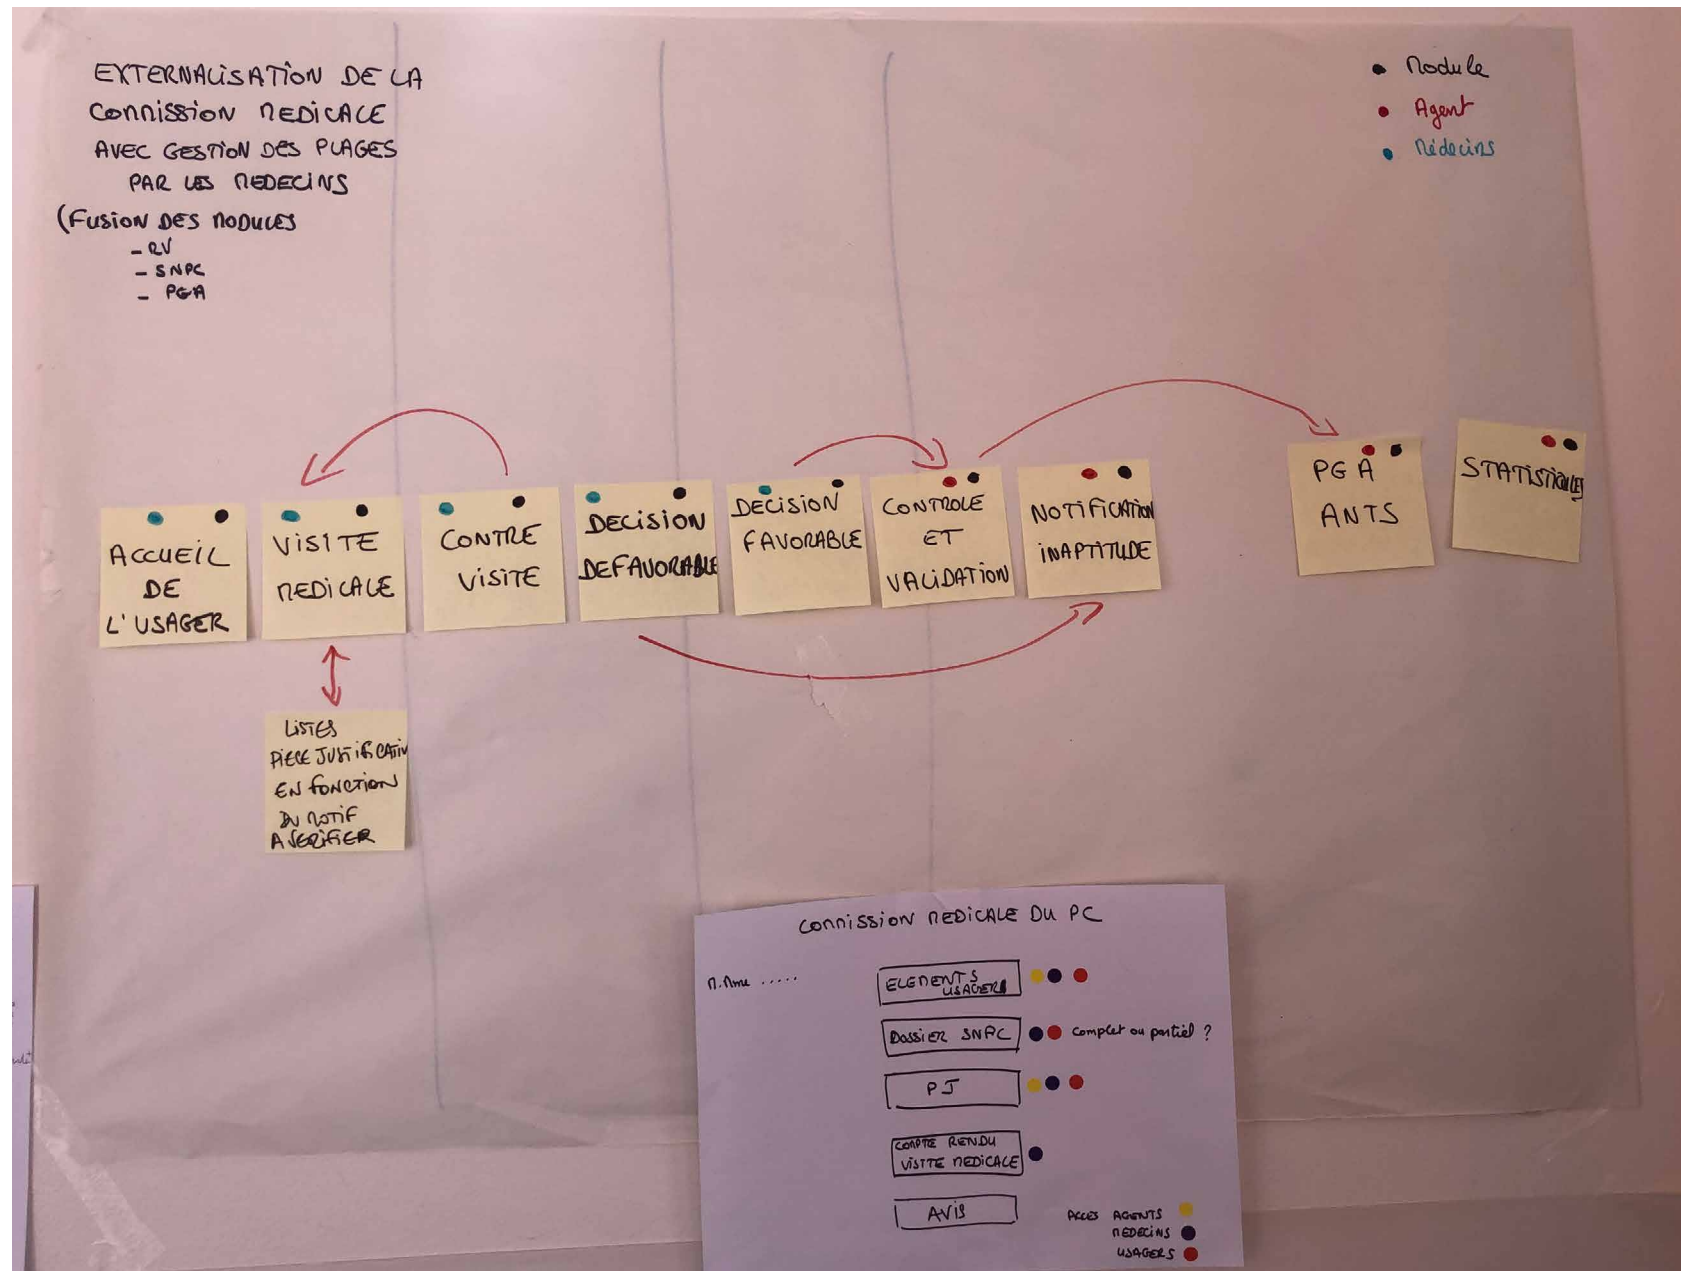 EXTERNALISATION DE LA
COMMISSION MEDICALE
AVEC GESTION DES PLAGES
PAR LES MEDECINS
(FUSION DES MODULES
- RV
- SNPC
- PGA
Module
Agent
Médecins
ACCUEIL
DE
L'USAGER
VISITE
MEDICALE
CONTRE
VISITE
DECISION
DEFAVORABLE
DECISION
FAVORABLE
CONTROLE
ET
VALIDATION
NOTIFICATION
INAPTITUDE
PGA
ANTS
STATISTIQUES
LISTES
PIECE JUSTIFICATIV
EN FONCTION
DU MOTIF
A VERIFIER
COMMISSION MEDICALE DU PC
M. Mme .....
ELEMENTS
USAGERS
DOSSIER SNPC
complet ou partiel ?
PJ
COMPTE RENDU
VISITE MEDICALE
AVIS
ACCES AGENTS
MEDECINS
USAGERS